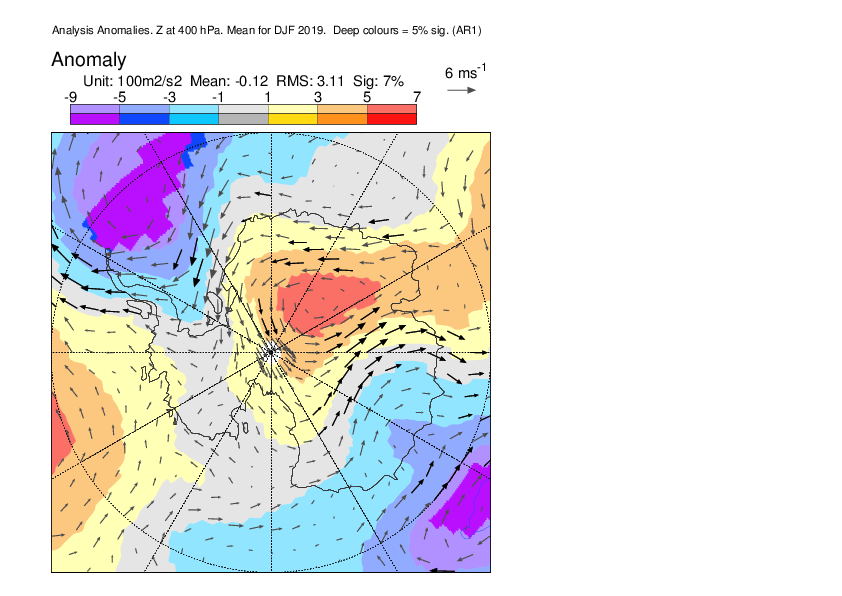 Analysis Anomalies. Z at 400 hPa. Mean for DJF 2019.  Deep colours = 5% sig. (AR1)
Anomaly
6 ms-1
Unit: 100m2/s2  Mean: -0.12  RMS: 3.11  Sig: 7%
-9 -5 -3 -1 1 3 5 7